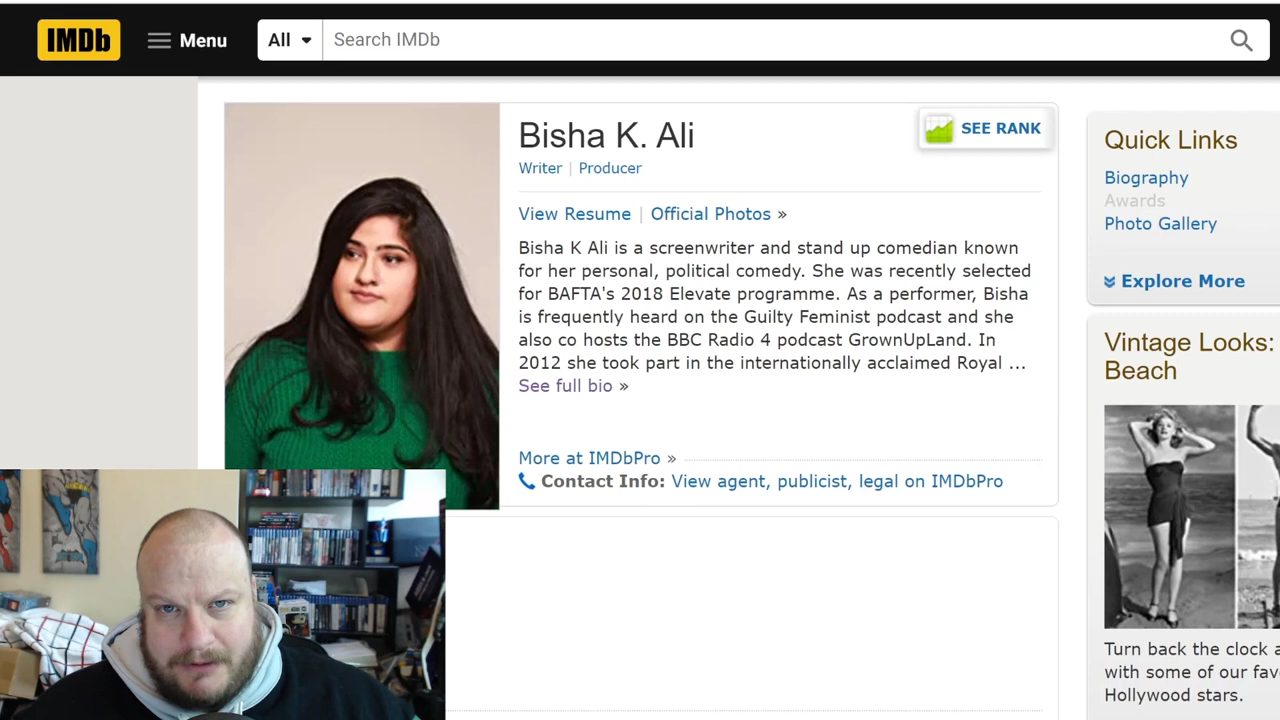 IMDb
Menu
All
Search IMDb
Bisha K. Ali
SEE RANK
Writer | Producer
View Resume | Official Photos »
Bisha K Ali is a screenwriter and stand up comedian known
for her personal, political comedy. She was recently selected
for BAFTA's 2018 Elevate programme. As a performer, Bisha
is frequently heard on the Guilty Feminist podcast and she
also co hosts the BBC Radio 4 podcast GrownUpLand. In
2012 she took part in the internationally acclaimed Royal ...
See full bio »
More at IMDbPro »
Contact Info: View agent, publicist, legal on IMDbPro
Quick Links
Biography
Awards
Photo Gallery
Explore More
Vintage Looks:
Beach
Turn back the clock a
with some of our fav
Hollywood stars.